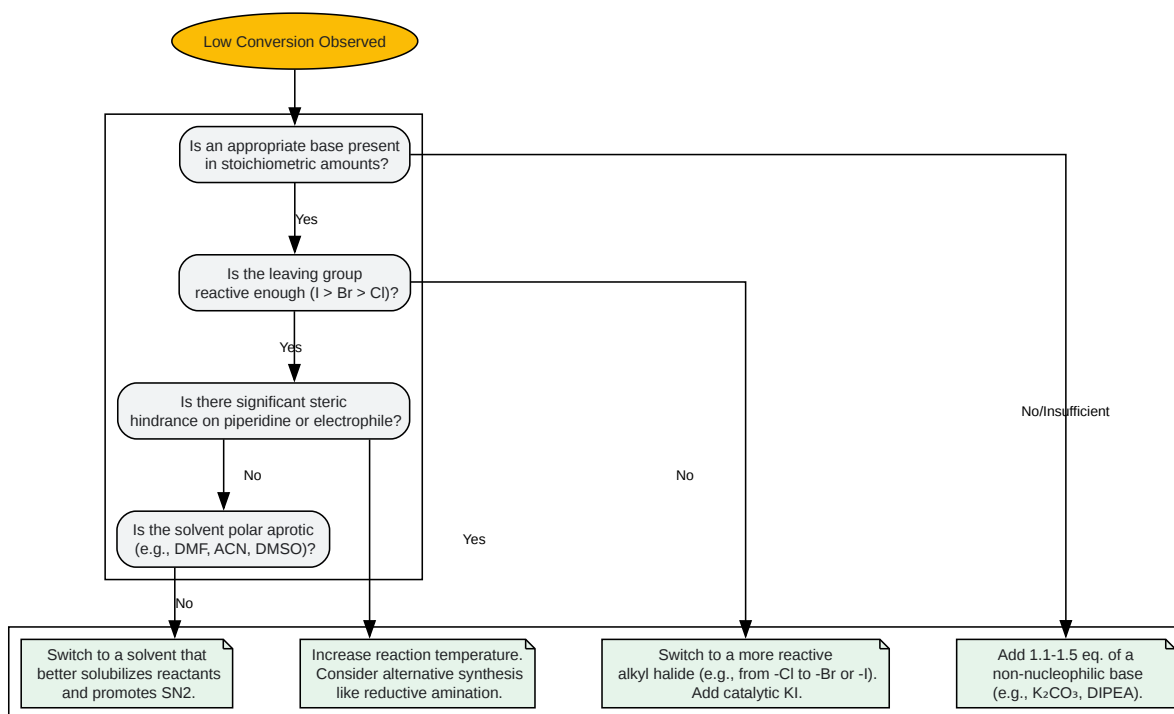 Low Conversion Observed
Is an appropriate base present
in stoichiometric amounts?
Yes
Is the leaving group
reactive enough (I > Br > Cl)?
Yes
Is there significant steric
hindrance on piperidine or electrophile?
No/Insufficient
No
No
Is the solvent polar aprotic
(e.g., DMF, ACN, DMSO)?
Yes
No
Switch to a solvent that
better solubilizes reactants
and promotes SN2.
Increase reaction temperature.
Consider alternative synthesis
like reductive amination.
Switch to a more reactive
alkyl halide (e.g., from -Cl to -Br or -I).
Add catalytic KI.
Add 1.1-1.5 eq. of a
non-nucleophilic base
(e.g., K₂CO₃, DIPEA).